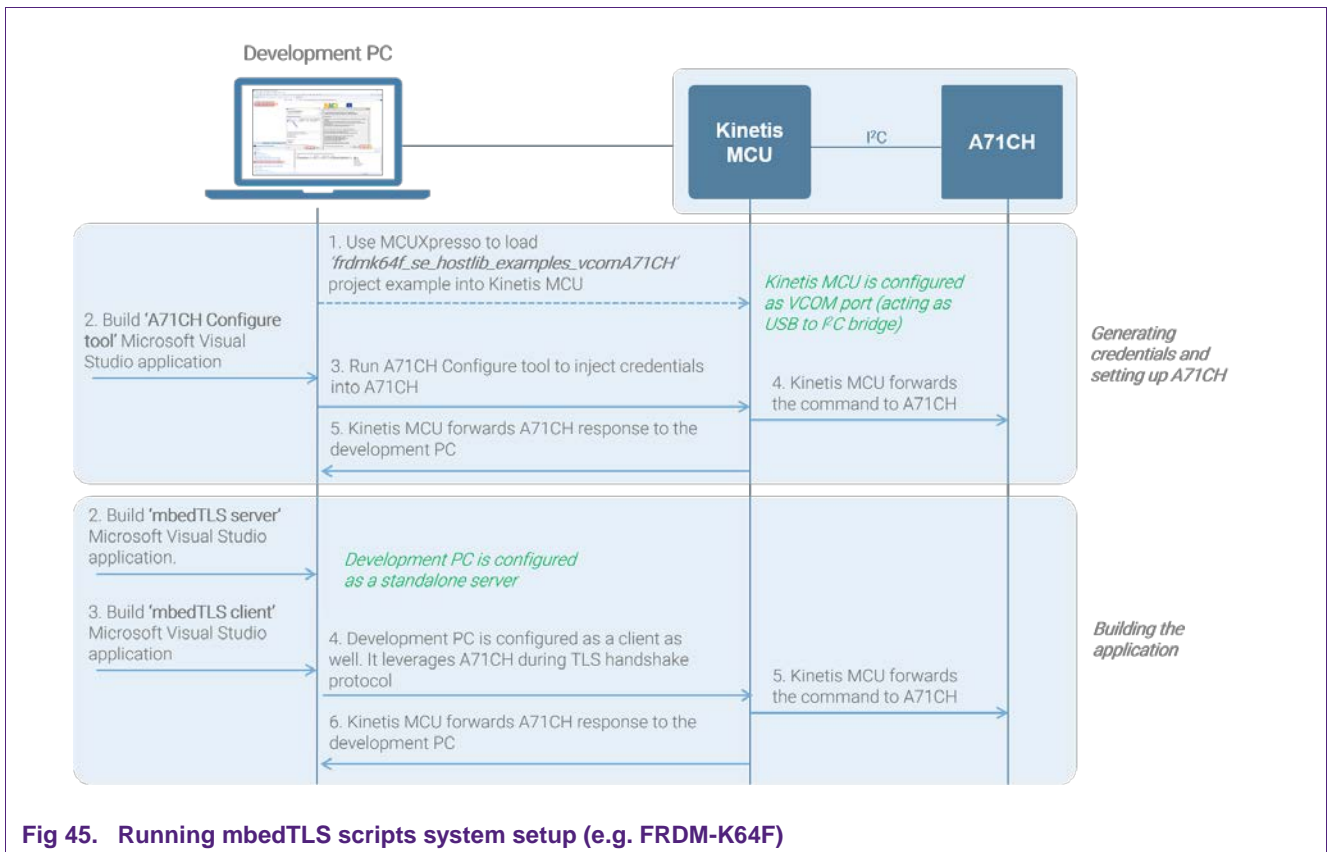 Development PC
Kinetis
MCU
I²C
A71CH
1. Use MCUXpresso to load
'frdmk64f_se_hostlib_examples_vcomA71CH'
project example into Kinetis MCU
Kinetis MCU is configured
as VCOM port (acting as
USB to I²C bridge)
2. Build 'A71CH Configure
tool' Microsoft Visual
Studio application
3. Run A71CH Configure tool to inject credentials
into A71CH
4. Kinetis MCU forwards
the command to A71CH
5. Kinetis MCU forwards A71CH response to the
development PC
Generating
credentials and
setting up A71CH
2. Build 'mbedTLS server'
Microsoft Visual Studio
application.
Development PC is configured
as a standalone server
3. Build 'mbedTLS client'
Microsoft Visual Studio
application
4. Development PC is configured as a client as
well. It leverages A71CH during TLS handshake
protocol
5. Kinetis MCU forwards
the command to A71CH
6. Kinetis MCU forwards A71CH response to the
development PC
Building the
application
Fig 45. Running mbedTLS scripts system setup (e.g. FRDM-K64F)